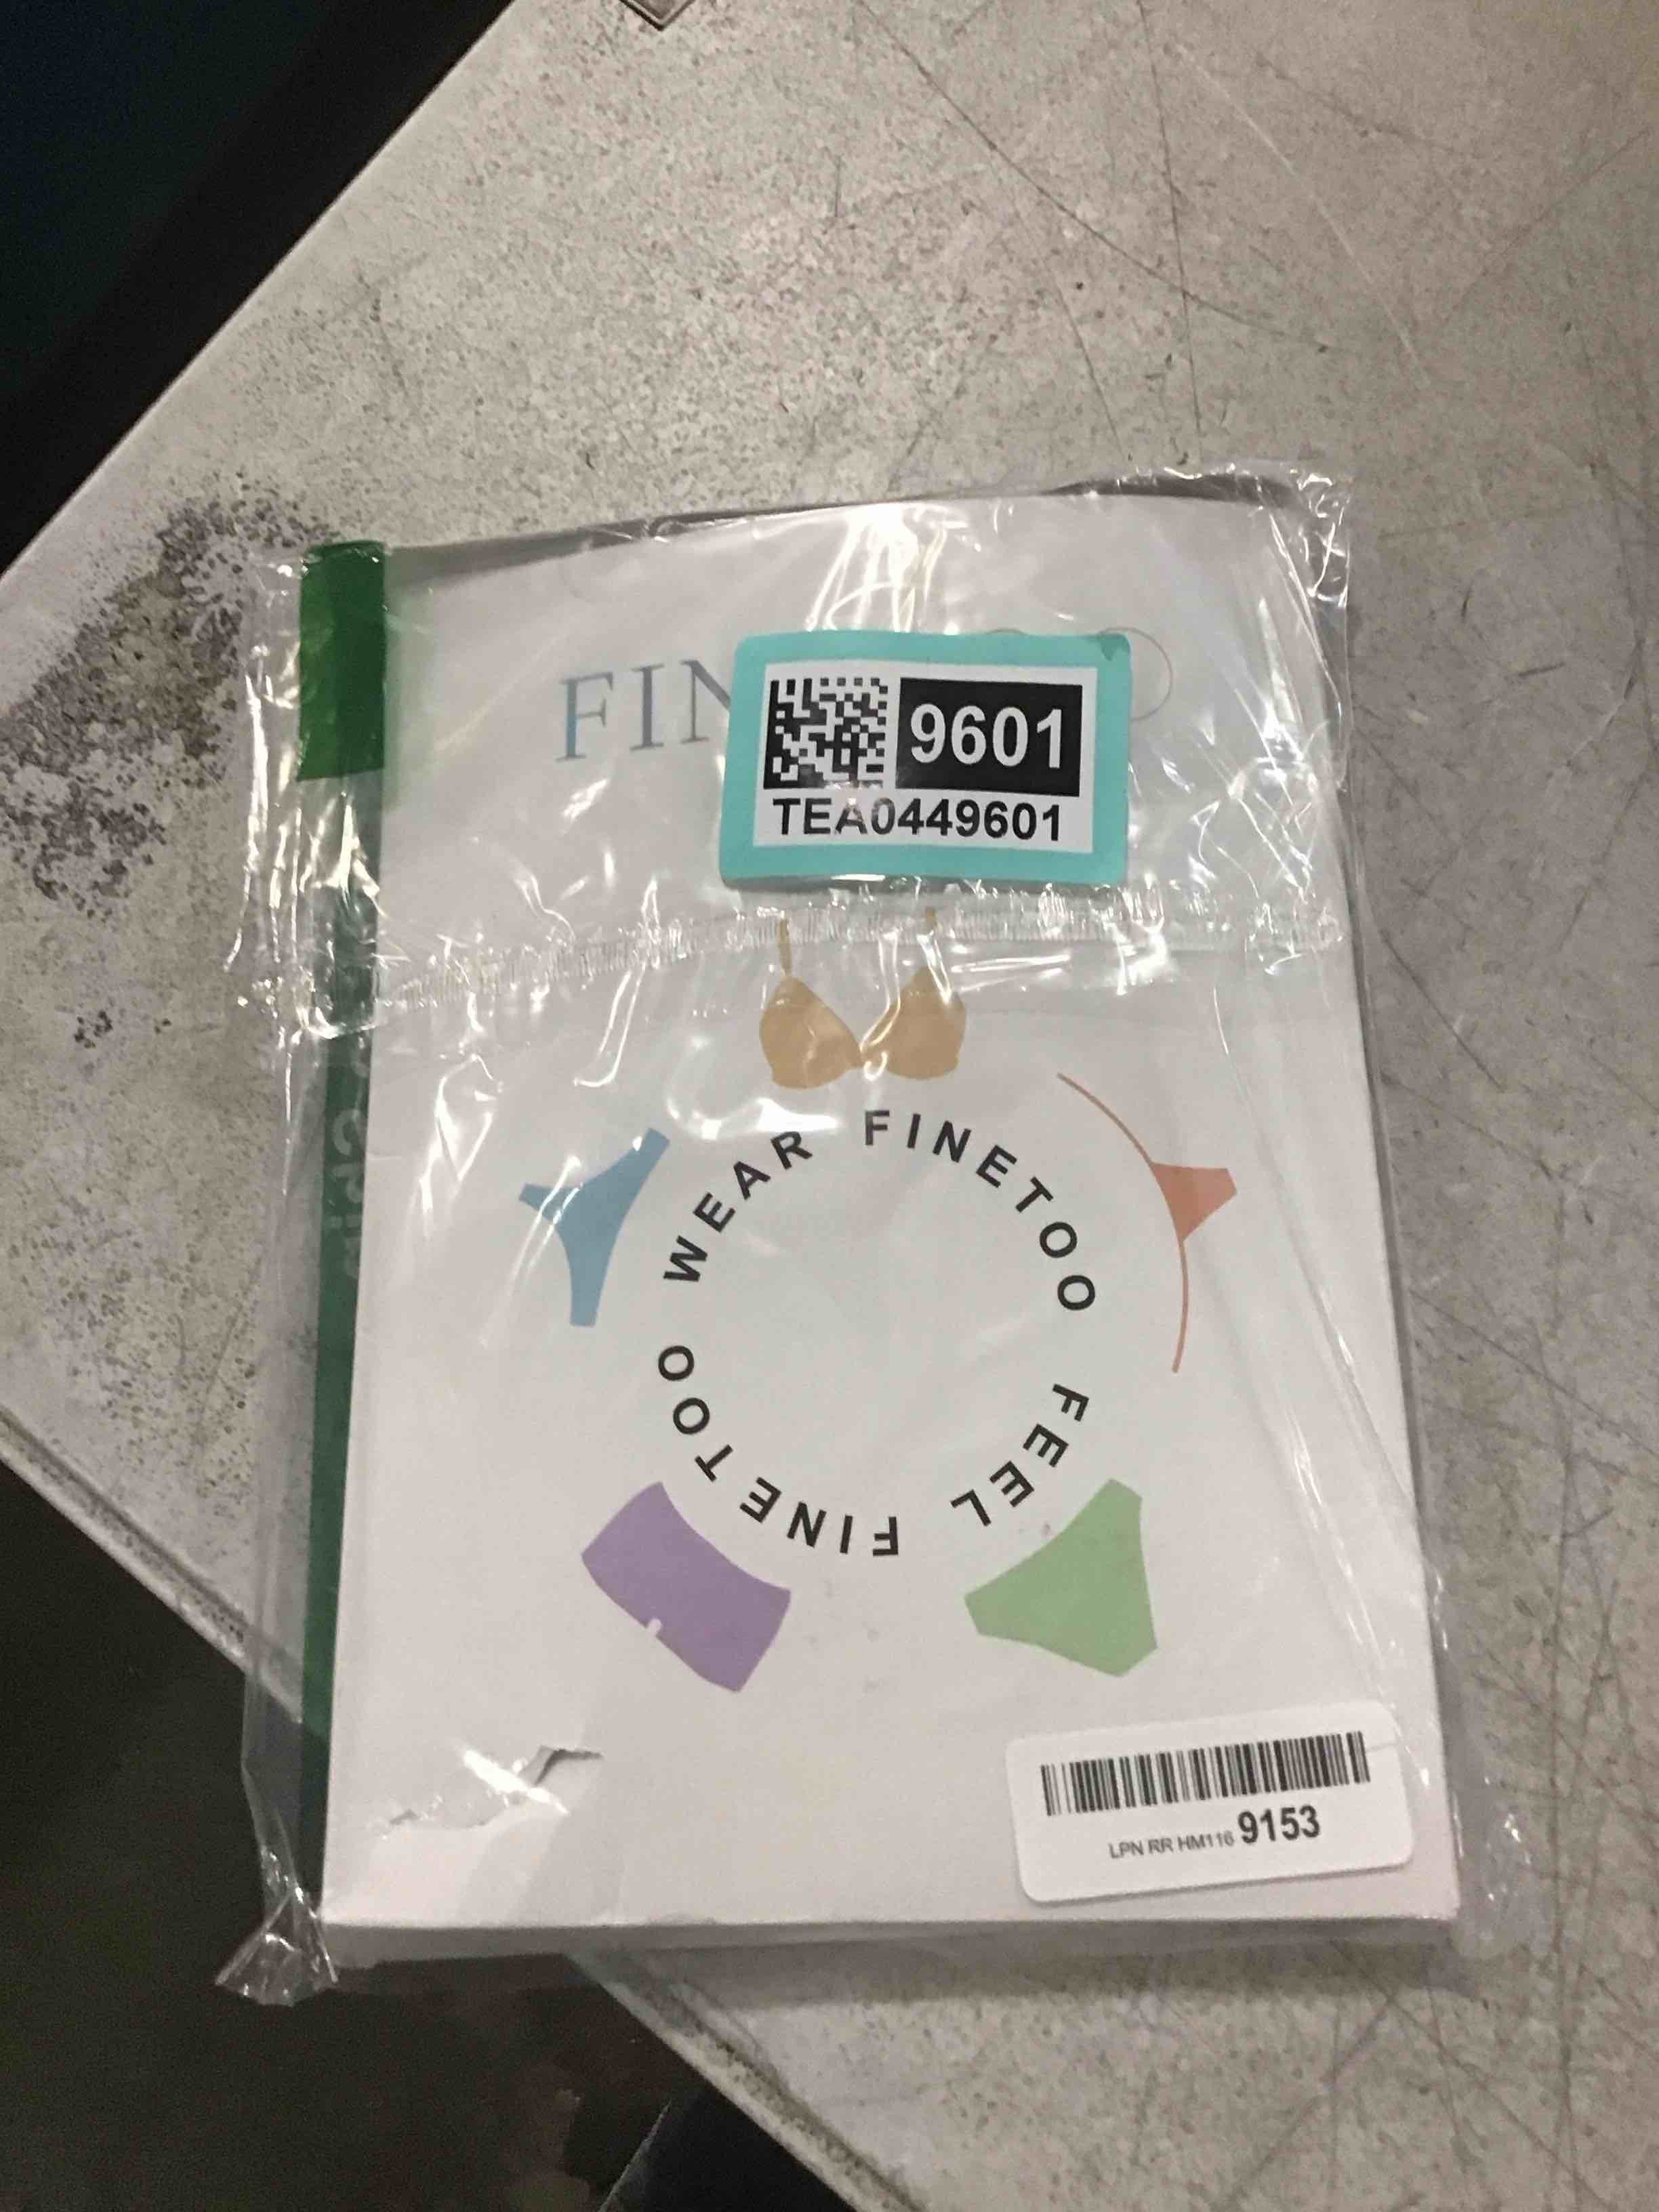 FIN
9601
TEA0449601
WEAR FINETOO
FEEL FINETOO
LPN RR HM116 9153